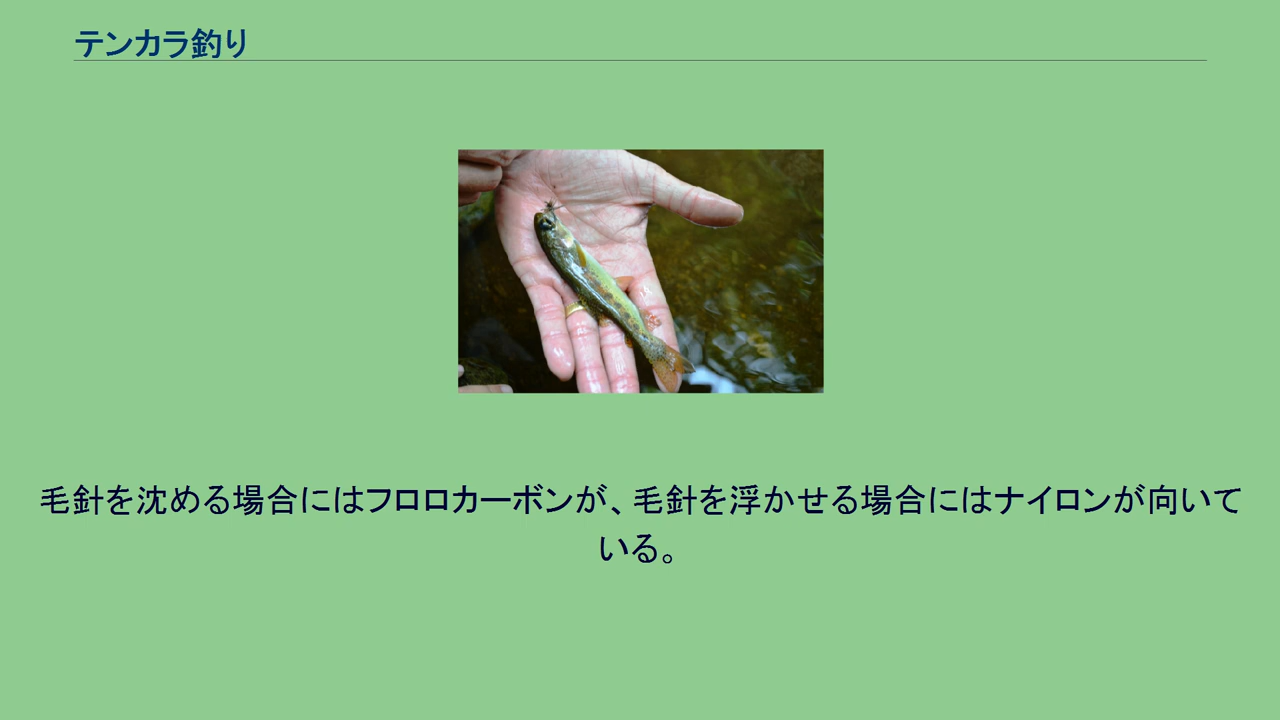 テンカラ釣り
毛針を沈める場合にはフロロカーボンが、毛針を浮かせる場合にはナイロンが向いて
いる。